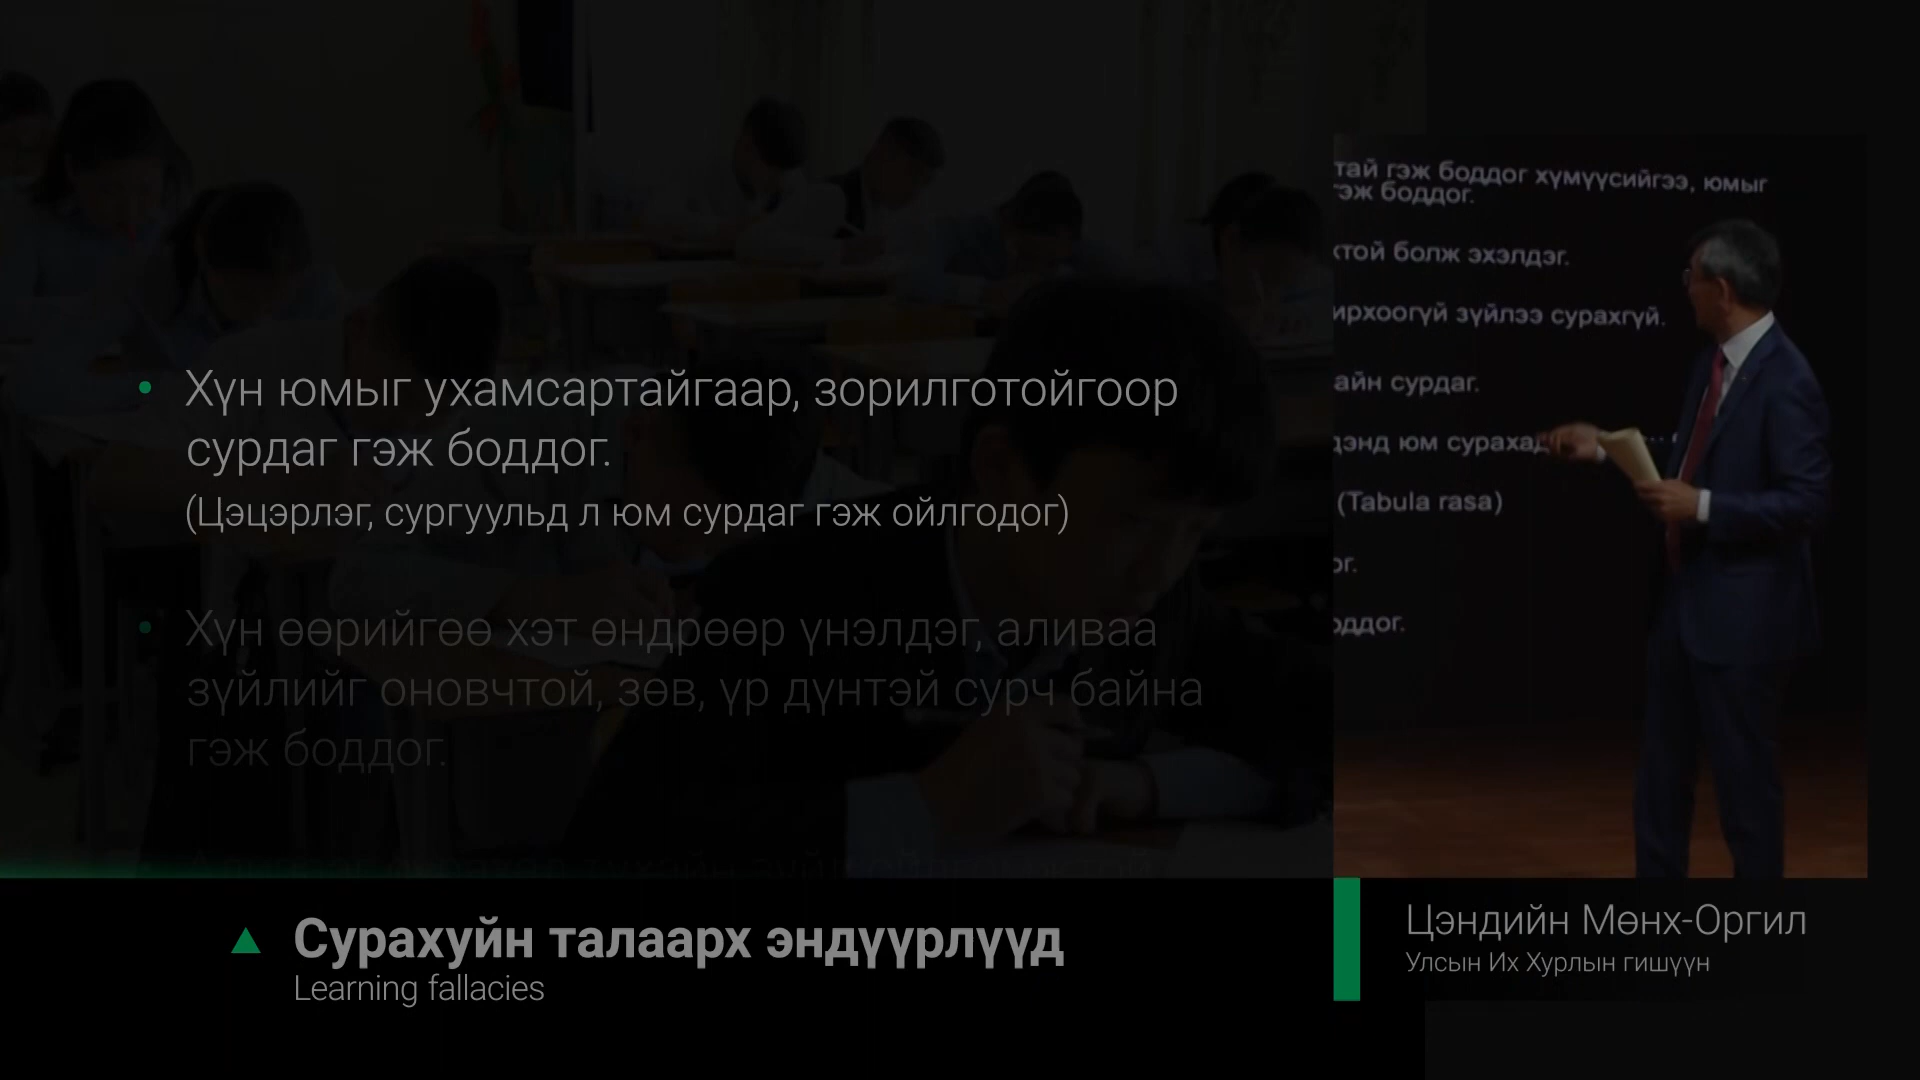 • Хүн юмыг ухамсартайгаар, зорилготойгоор
сурдаг гэж боддог.
(Цэцэрлэг, сургуульд л юм сурдаг гэж ойлгодог)
• Хүн өөрийгөө хэт өндрөөр үнэлдэг, аливаа
зүйлийг оновчтой, зөв, үр дүнтэй сурч байна
гэж боддог.
тай гэж боддог хүмүүсийгээ, юмыг
гэж боддог.
ктой болж эхэлдэг.
ирхоогүй зүйлээ сурахгүй.
айн сурдаг.
дэнд юм сурахад
(Tabula rasa)
ог.
оддог.
Сурахуйн талаарх эндүүрлүүд
Learning fallacies
Цэндийн Мөнх-Оргил
Улсын Их Хурлын гишүүн